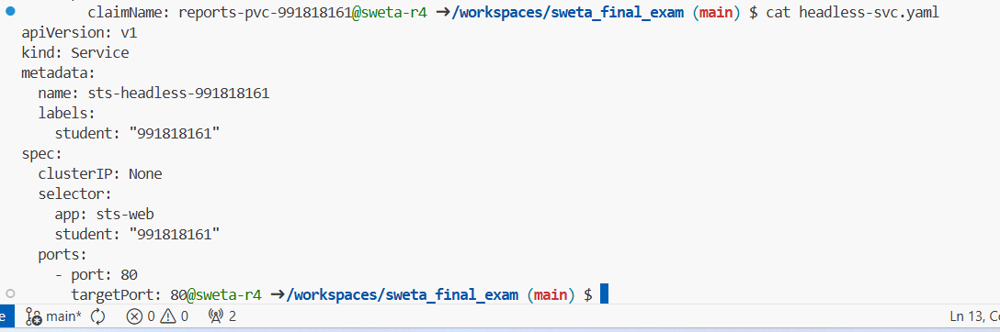 claimName: reports-pvc-991818161@sweta-r4 ➜/workspaces/sweta_final_exam (main) $ cat headless-svc.yaml
apiVersion: v1
kind: Service
metadata:
  name: sts-headless-991818161
  labels:
    student: "991818161"
spec:
  clusterIP: None
  selector:
    app: sts-web
    student: "991818161"
  ports:
    - port: 80
      targetPort: 80@sweta-r4 ➜/workspaces/sweta_final_exam (main) $
e main* 0 0 2 Ln 13, C